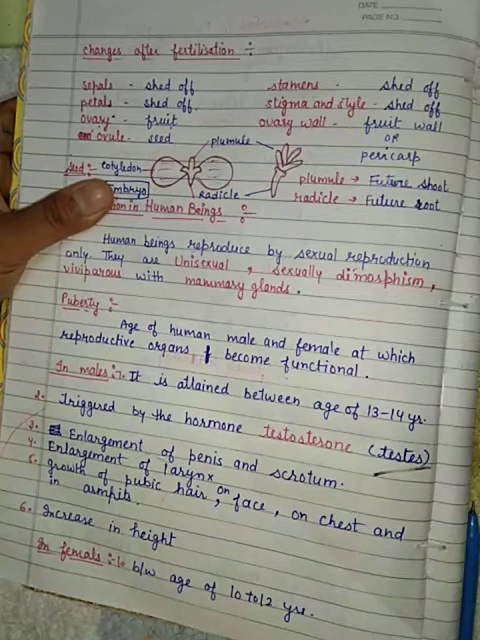 DATE
PAGE NO.
changes after fertilisation :-
sepals - shed off stamens - shed off
petals - shed off. stigma and style - shed off
ovary - fruit ovary wall - fruit wall
ovule - seed or
pericarp
plumule
seed:- cotyledon
Embryo Radicle
plumule → Future shoot
radicle → Future root
in Human Beings :-
Human beings reproduce by sexual reproduction
only. They are Unisexual, sexually dimorphism,
viviparous with mammary glands.
Puberty :-
Age of human male and female at which
reproductive organs become functional.
In males :- 1. It is attained between age of 13-14 yr.
2. Triggered by the hormone testosterone (testes)
3. Enlargement of penis and scrotum.
4. Enlargement of larynx
5. growth of pubic hair, on face, on chest and
in armpits.
6. Increase in height
In femals :- 1. b/w age of 10 to 12 yrs.